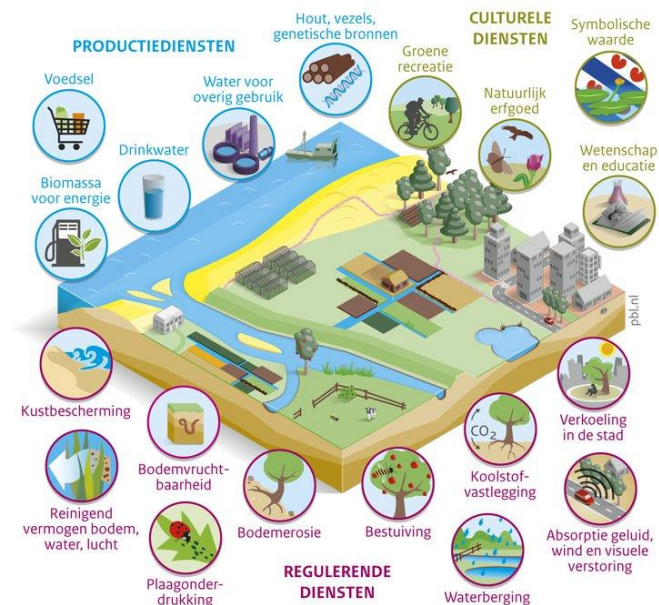 PRODUCTIEDIENSTEN
Voedsel
Drinkwater
Biomassa
voor energie
Water voor
overig gebruik
Hout, vezels,
genetische bronnen
CULTURELE
DIENSTEN
Groene
recreatie
Natuurlijk
erfgoed
Symbolische
waarde
Wetenschap
en educatie
pbl.nl
Kustbescherming
Reinigend
vermogen bodem,
water, lucht
Bodemvrucht-
baarheid
Plaagonder-
drukking
Bodemerosie
REGULERENDE
DIENSTEN
Bestuiving
CO2
Koolstof-
vastlegging
Waterberging
Verkoeling
in de stad
Absorptie geluid,
wind en visuele
verstoring